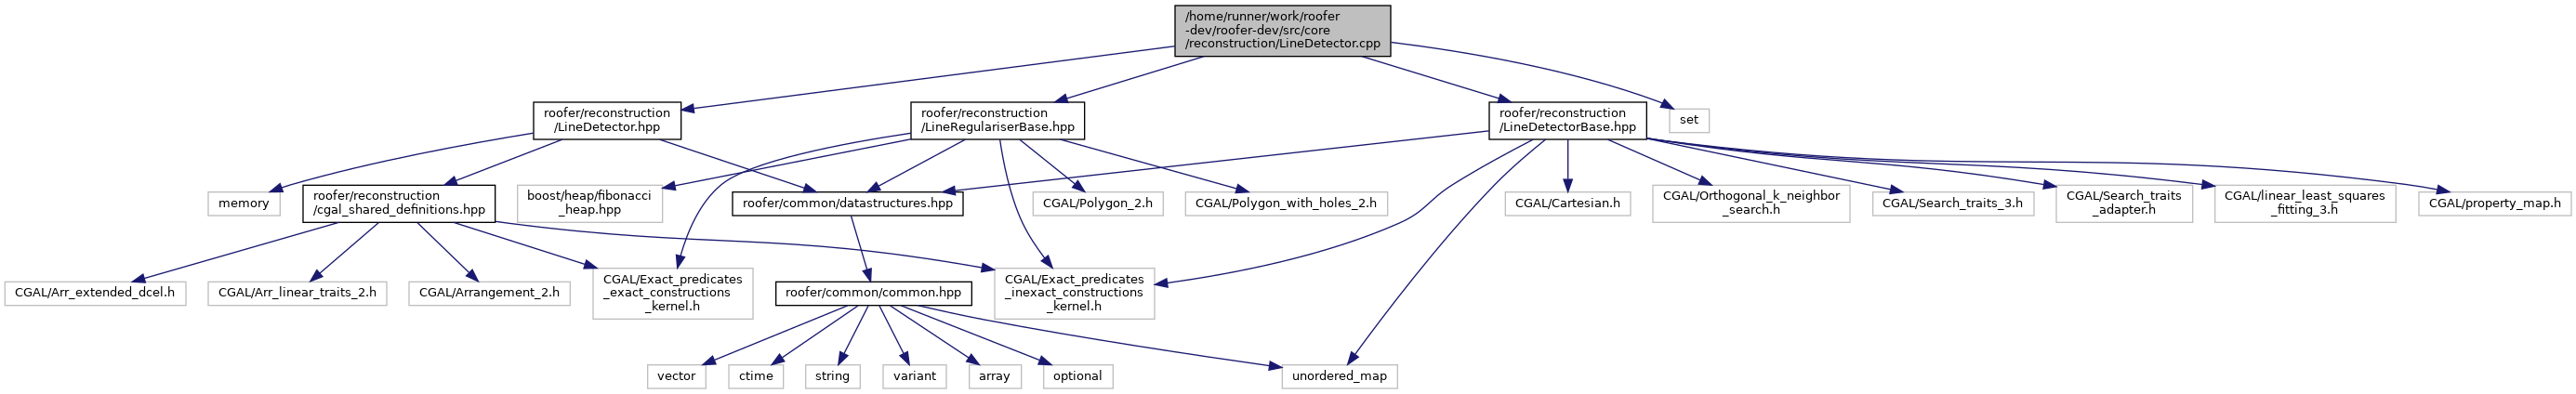 /home/runner/work/roofer
-dev/roofer-dev/src/core
/reconstruction/LineDetector.cpp
roofer/reconstruction
/LineDetector.hpp
roofer/reconstruction
/LineRegulariserBase.hpp
roofer/reconstruction
/LineDetectorBase.hpp
set
memory
roofer/reconstruction
/cgal_shared_definitions.hpp
boost/heap/fibonacci
_heap.hpp
roofer/common/datastructures.hpp
CGAL/Polygon_2.h
CGAL/Polygon_with_holes_2.h
CGAL/Cartesian.h
CGAL/Orthogonal_k_neighbor
_search.h
CGAL/Search_traits_3.h
CGAL/Search_traits
_adapter.h
CGAL/linear_least_squares
_fitting_3.h
CGAL/property_map.h
CGAL/Arr_extended_dcel.h
CGAL/Arr_linear_traits_2.h
CGAL/Arrangement_2.h
CGAL/Exact_predicates
_exact_constructions
_kernel.h
roofer/common/common.hpp
CGAL/Exact_predicates
_inexact_constructions
_kernel.h
vector
ctime
string
variant
array
optional
unordered_map